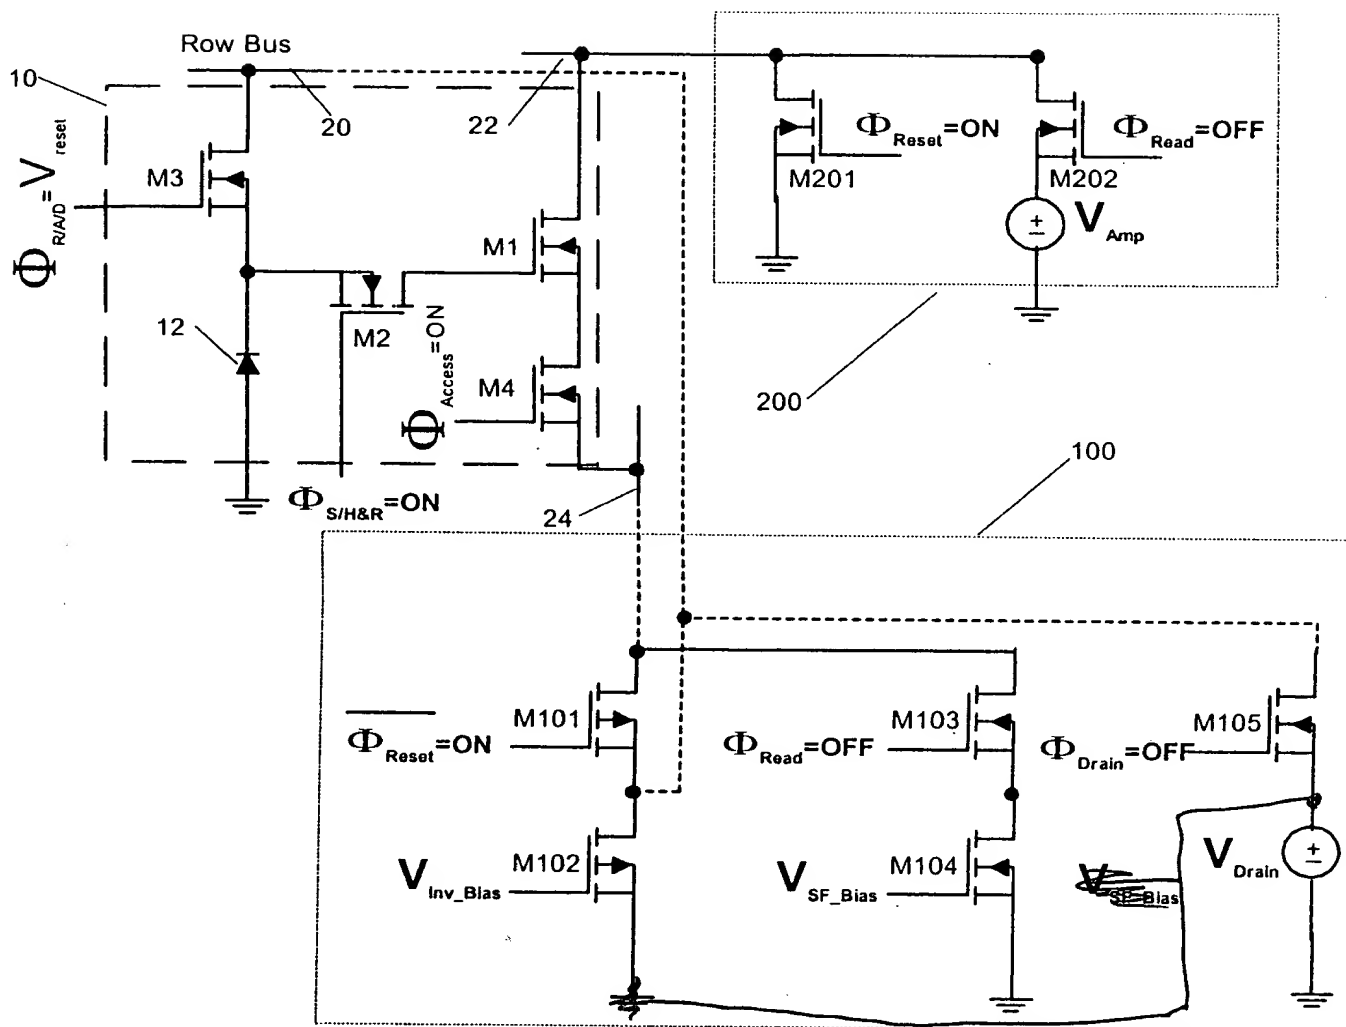 Row Bus
10
20
22
Φ R/A/D = V reset
M3
M1
Φ Reset =ON
Φ Read =OFF
M201
M202
V Amp
12
M2
Φ Access =ON
M4
200
100
Φ S/H&R =ON
24
M101
Φ Reset =ON
M103
Φ Read =OFF
M105
Φ Drain =OFF
M102
V Inv_Bias
M104
V SF_Bias
V SF_Bias
V Drain